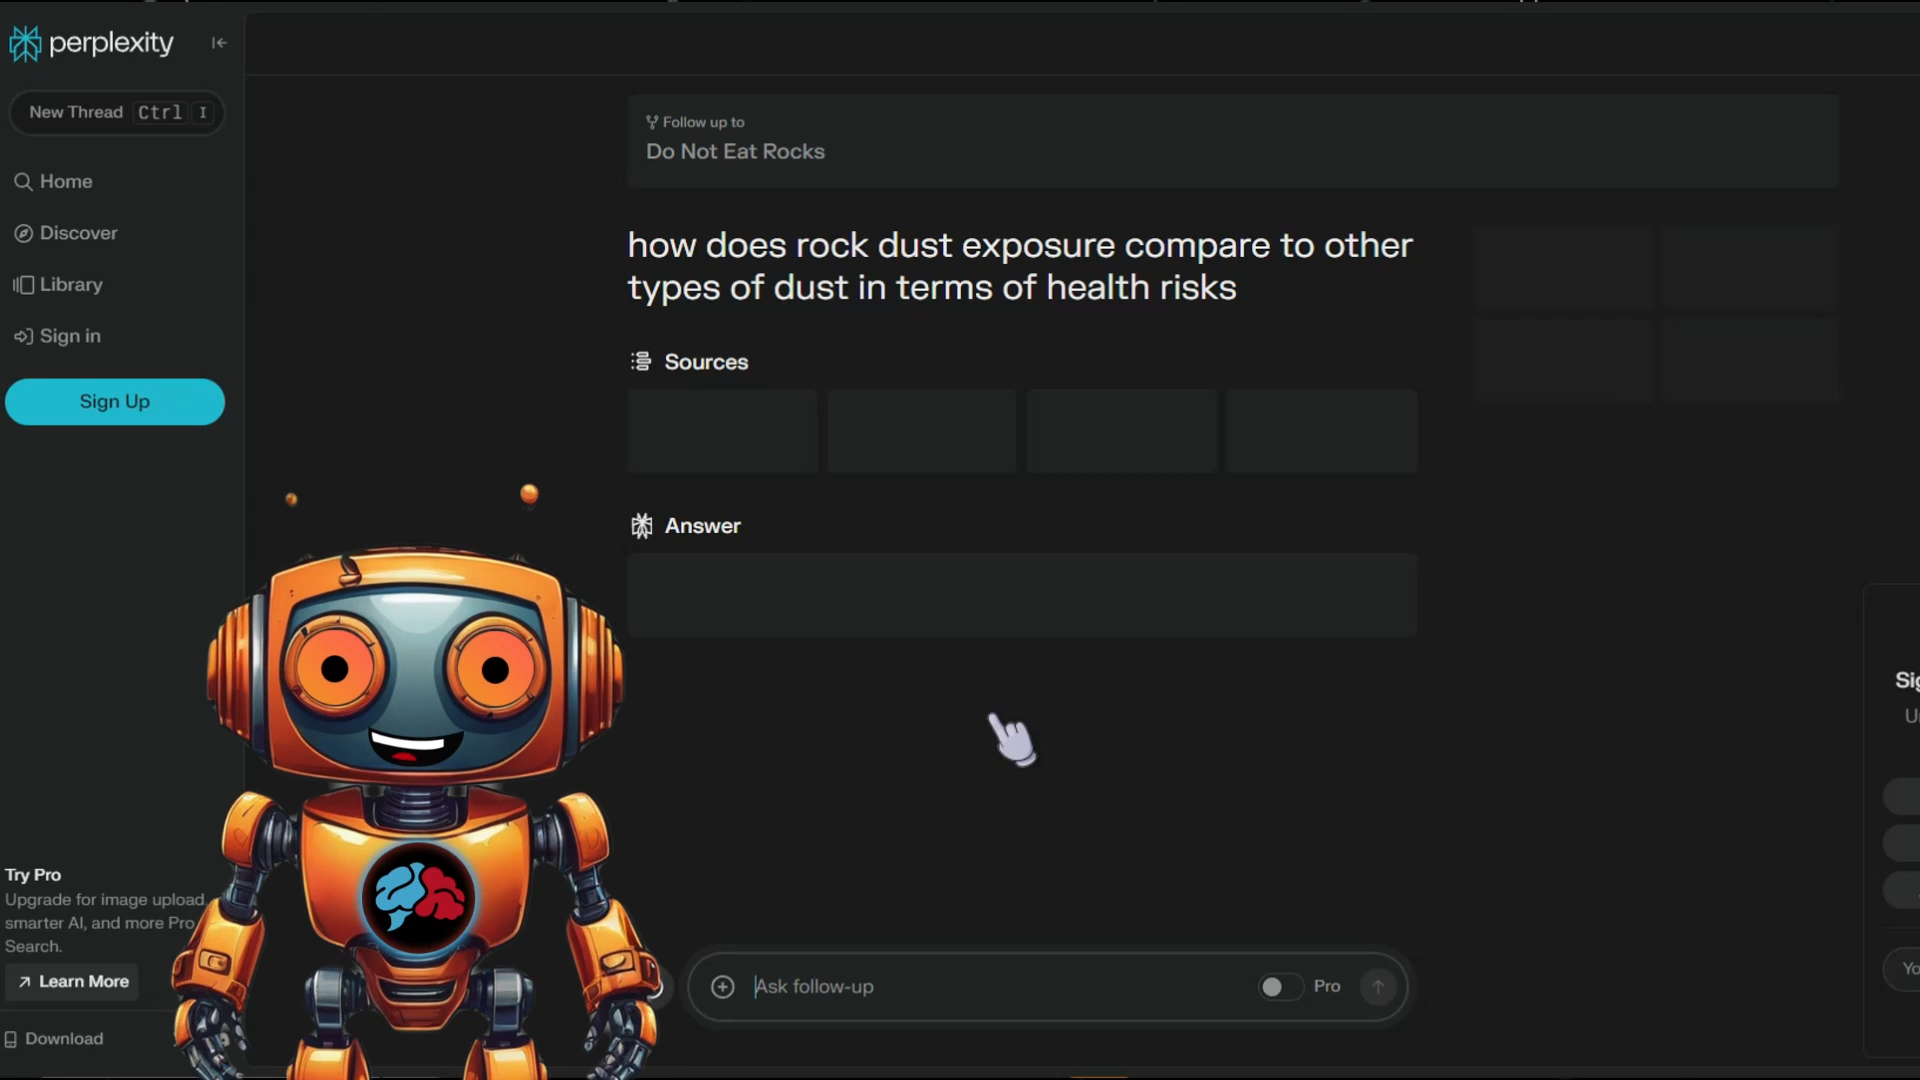 perplexity
New Thread Ctrl I
Home
Discover
Library
Sign in
Sign Up
Try Pro
Upgrade for image upload,
smarter AI, and more Pro
Search.
Learn More
Download
Follow up to
Do Not Eat Rocks
how does rock dust exposure compare to other
types of dust in terms of health risks
Sources
Answer
Ask follow-up
Pro